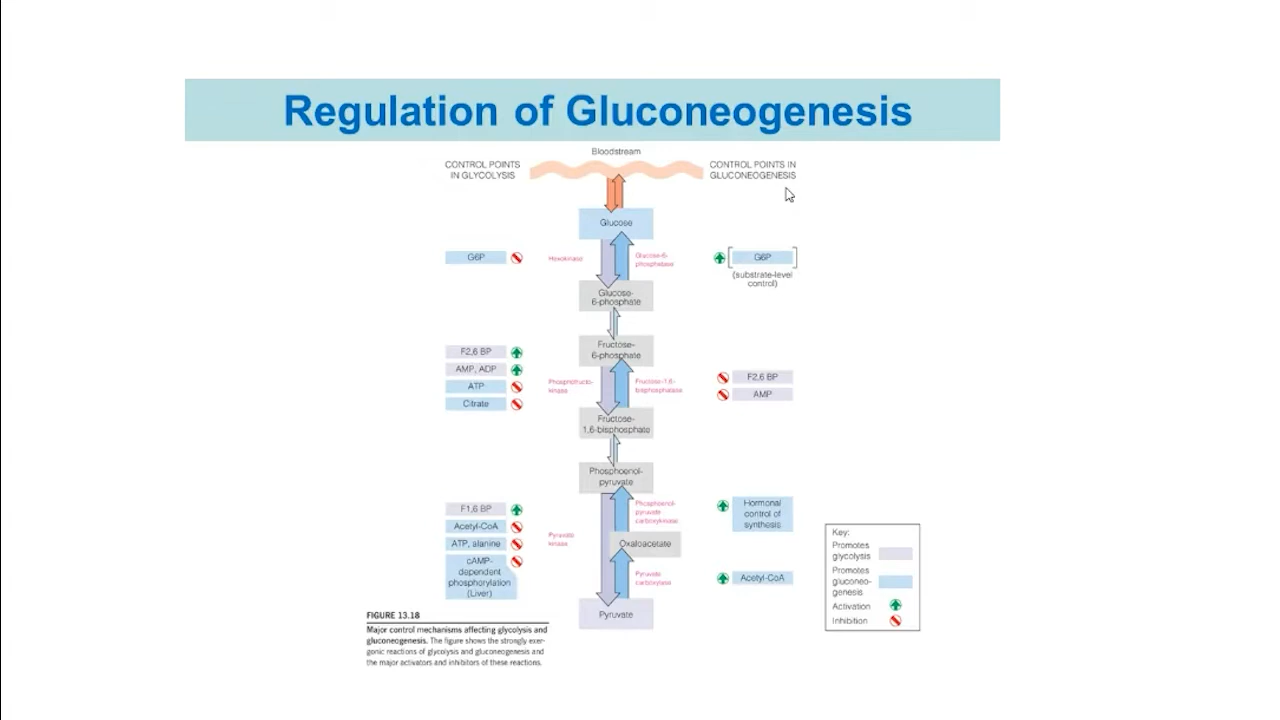 Regulation of Gluconeogenesis
Bloodstream
CONTROL POINTS
IN GLYCOLYSIS
CONTROL POINTS IN
GLUCONEOGENESIS
Glucose
G6P
Hexokinase
Glucose-6-
phosphatase
G6P
(substrate-level
control)
Glucose-
6-phosphate
Fructose-
6-phosphate
F2,6 BP
AMP, ADP
ATP
Citrate
Phosphofructo-
kinase
Fructose-1,6-
bisphosphatase
F2,6 BP
AMP
Fructose-
1,6-bisphosphate
Phosphoenol-
pyruvate
F1,6 BP
Acetyl-CoA
ATP, alanine
cAMP-
dependent
phosphorylation
(Liver)
Pyruvate
kinase
Phosphoenol-
pyruvate
carboxykinase
Oxaloacetate
Pyruvate
carboxylase
Hormonal
control of
synthesis
Acetyl-CoA
Pyruvate
Key:
Promotes
glycolysis
Promotes
gluconeo-
genesis
Activation
Inhibition
FIGURE 13.18
Major control mechanisms affecting glycolysis and
gluconeogenesis. The figure shows the strongly exer-
gonic reactions of glycolysis and gluconeogenesis and
the major activators and inhibitors of these reactions.